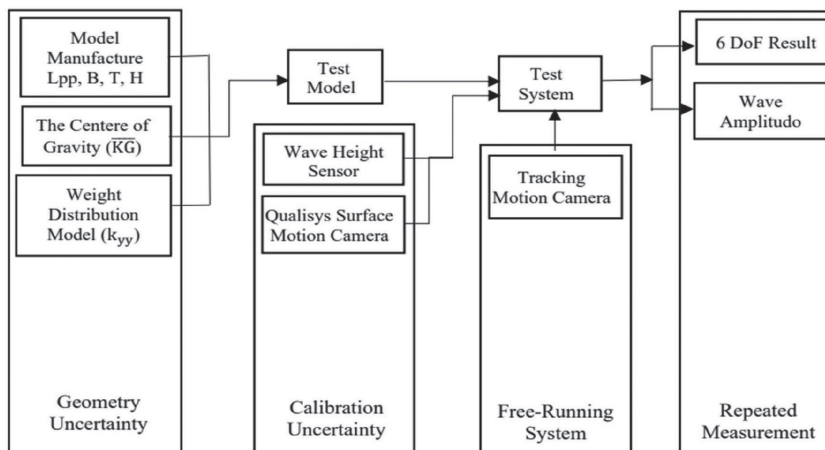 Model
Manufacture
Lpp, B, T, H
The Centere of
Gravity (K̅G̅)
Weight
Distribution
Model (kyy)
Geometry
Uncertainty
Test
Model
Wave Height
Sensor
Qualisys Surface
Motion Camera
Calibration
Uncertainty
Test
System
Tracking
Motion Camera
Free-Running
System
6 DoF Result
Wave
Amplitudo
Repeated
Measurement